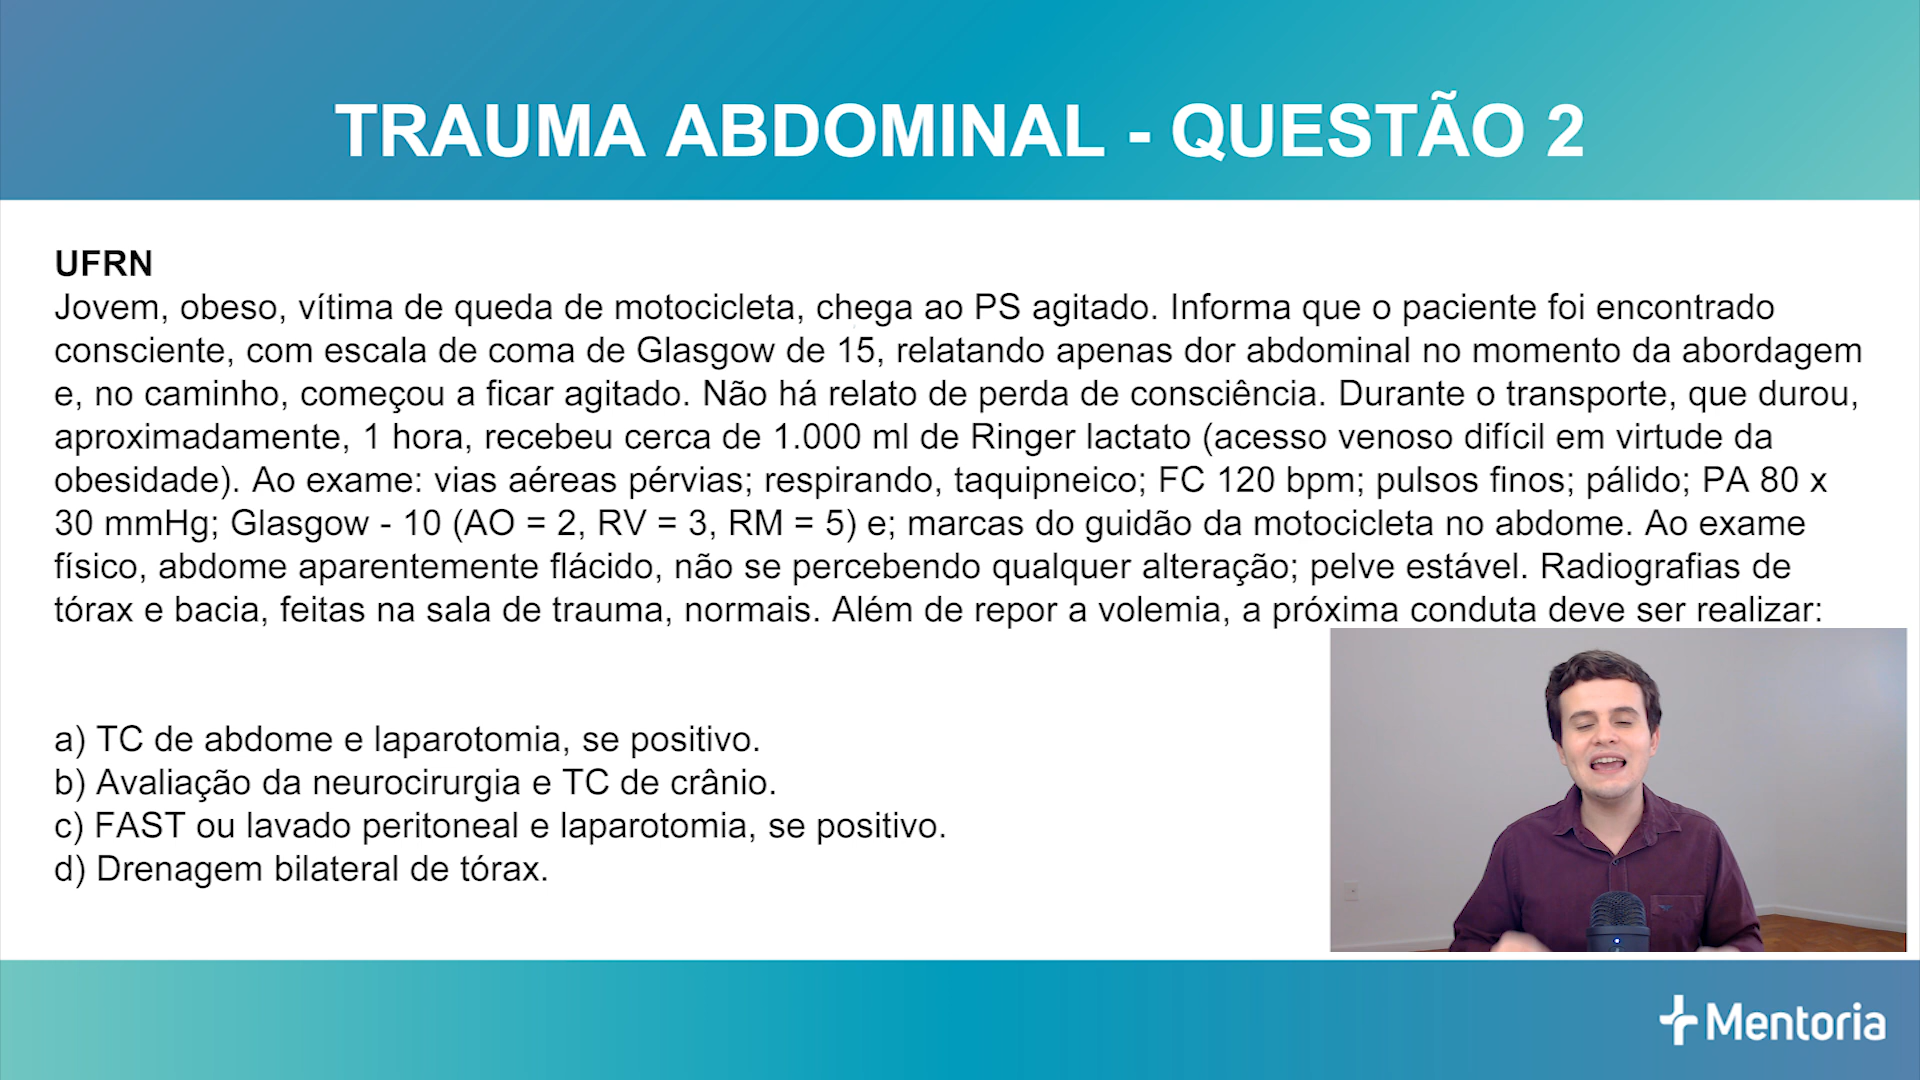 TRAUMA ABDOMINAL - QUESTÃO 2
UFRN
Jovem, obeso, vítima de queda de motocicleta, chega ao PS agitado. Informa que o paciente foi encontrado
consciente, com escala de coma de Glasgow de 15, relatando apenas dor abdominal no momento da abordagem
e, no caminho, começou a ficar agitado. Não há relato de perda de consciência. Durante o transporte, que durou,
aproximadamente, 1 hora, recebeu cerca de 1.000 ml de Ringer lactato (acesso venoso difícil em virtude da
obesidade). Ao exame: vias aéreas pérvias; respirando, taquipneico; FC 120 bpm; pulsos finos; pálido; PA 80 x
30 mmHg; Glasgow - 10 (AO = 2, RV = 3, RM = 5) e; marcas do guidão da motocicleta no abdome. Ao exame
físico, abdome aparentemente flácido, não se percebendo qualquer alteração; pelve estável. Radiografias de
tórax e bacia, feitas na sala de trauma, normais. Além de repor a volemia, a próxima conduta deve ser realizar:
a) TC de abdome e laparotomia, se positivo.
b) Avaliação da neurocirurgia e TC de crânio.
c) FAST ou lavado peritoneal e laparotomia, se positivo.
d) Drenagem bilateral de tórax.
Mentoria